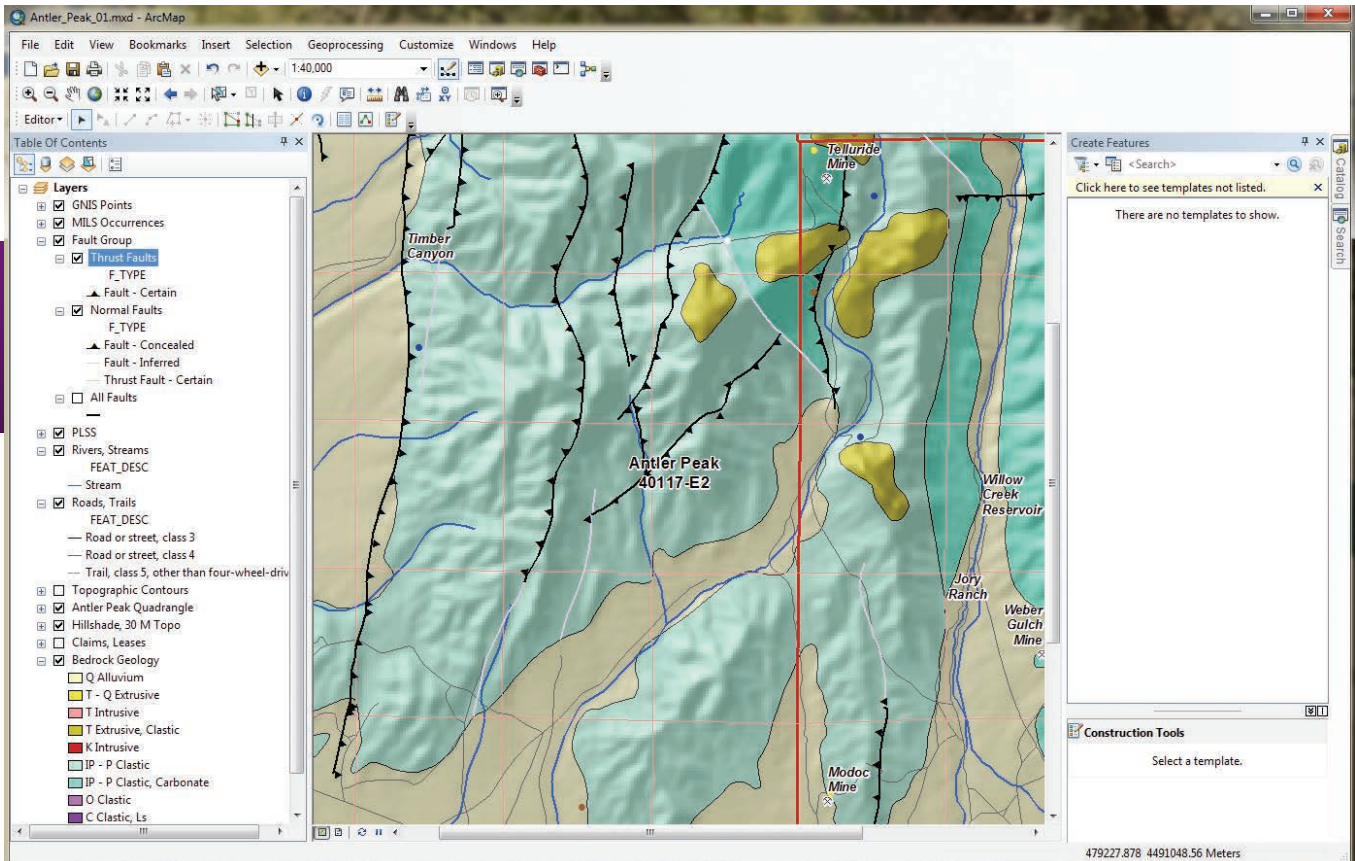 Antler_Peak_01.mxd - ArcMap
File Edit View Bookmarks Insert Selection Geoprocessing Customize Windows Help
1:40,000
Editor
Table Of Contents
Layers
GNIS Points
MILS Occurrences
Fault Group
Thrust Faults
F_TYPE
Fault - Certain
Normal Faults
F_TYPE
Fault - Concealed
Fault - Inferred
Thrust Fault - Certain
All Faults
PLSS
Rivers, Streams
FEAT_DESC
Stream
Roads, Trails
FEAT_DESC
Road or street, class 3
Road or street, class 4
Trail, class 5, other than four-wheel-driv
Topographic Contours
Antler Peak Quadrangle
Hillshade, 30 M Topo
Claims, Leases
Bedrock Geology
Q Alluvium
T - Q Extrusive
T Intrusive
T Extrusive, Clastic
K Intrusive
IP - P Clastic
IP - P Clastic, Carbonate
O Clastic
C Clastic, Ls
Telluride
Mine
Timber
Canyon
Antler Peak
40117-E2
Willow
Creek
Reservoir
Jory
Ranch
Weber
Gulch
Mine
Modoc
Mine
Create Features
<Search>
Click here to see templates not listed.
There are no templates to show.
Construction Tools
Select a template.
Catalog
Search
479227.878 4491048.56 Meters